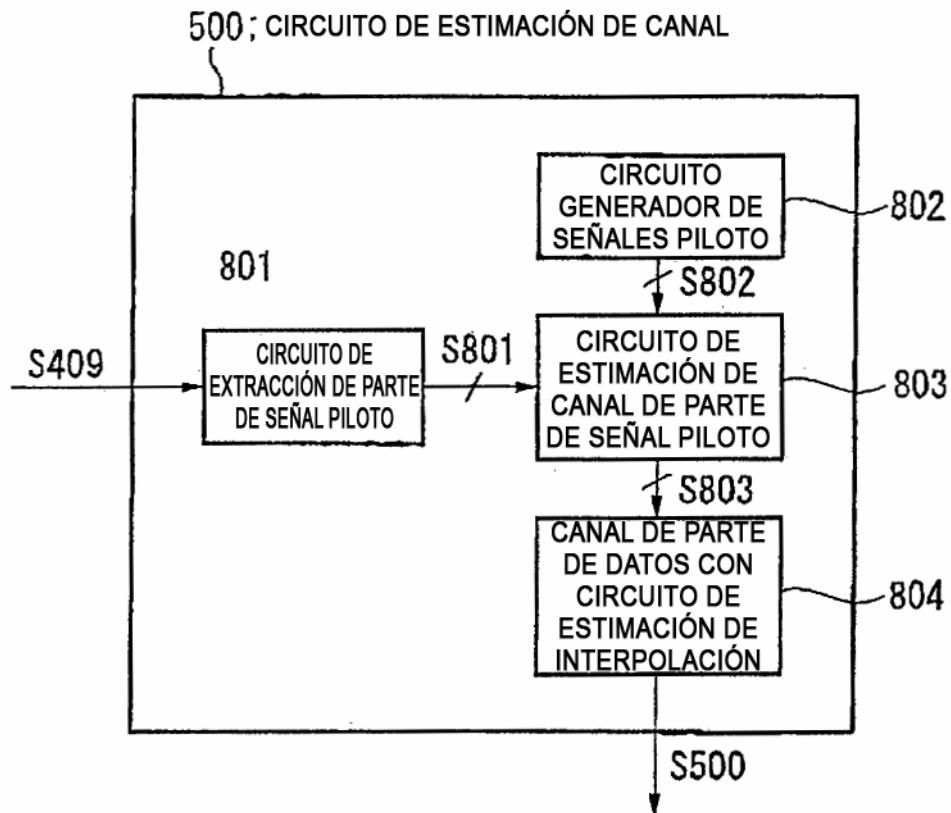 500; CIRCUITO DE ESTIMACIÓN DE CANAL
CIRCUITO
GENERADOR DE
SEÑALES PILOTO
802
801
S802
S409
CIRCUITO DE
EXTRACCIÓN DE PARTE
DE SEÑAL PILOTO
S801
CIRCUITO DE
ESTIMACIÓN DE
CANAL DE PARTE
DE SEÑAL PILOTO
803
S803
CANAL DE PARTE
DE DATOS CON
CIRCUITO DE
ESTIMACIÓN DE
INTERPOLACIÓN
804
S500